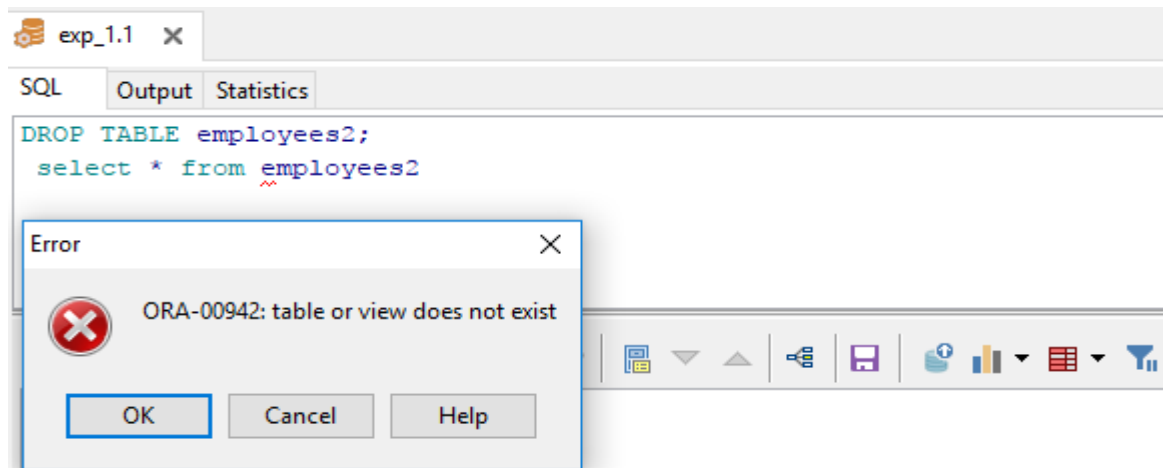 exp_1.1
SQL Output Statistics
DROP TABLE employees2;
select * from employees2
Error
ORA-00942: table or view does not exist
OK Cancel Help